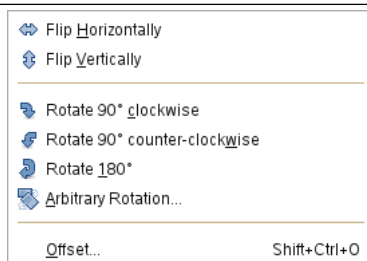 Flip Horizontally
Flip Vertically
Rotate 90° clockwise
Rotate 90° counter-clockwise
Rotate 180°
Arbitrary Rotation...
Offset... Shift+Ctrl+O